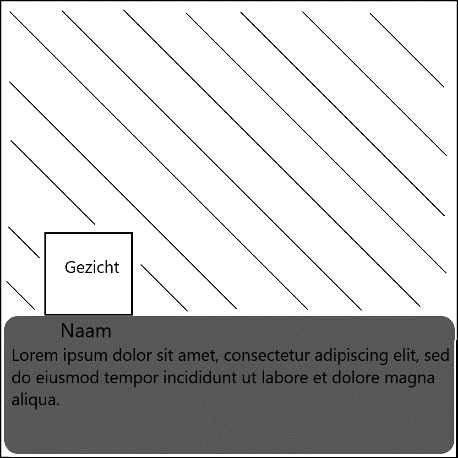 Gezicht
Naam
Lorem ipsum dolor sit amet, consectetur adipiscing elit, sed
do eiusmod tempor incididunt ut labore et dolore magna
aliqua.